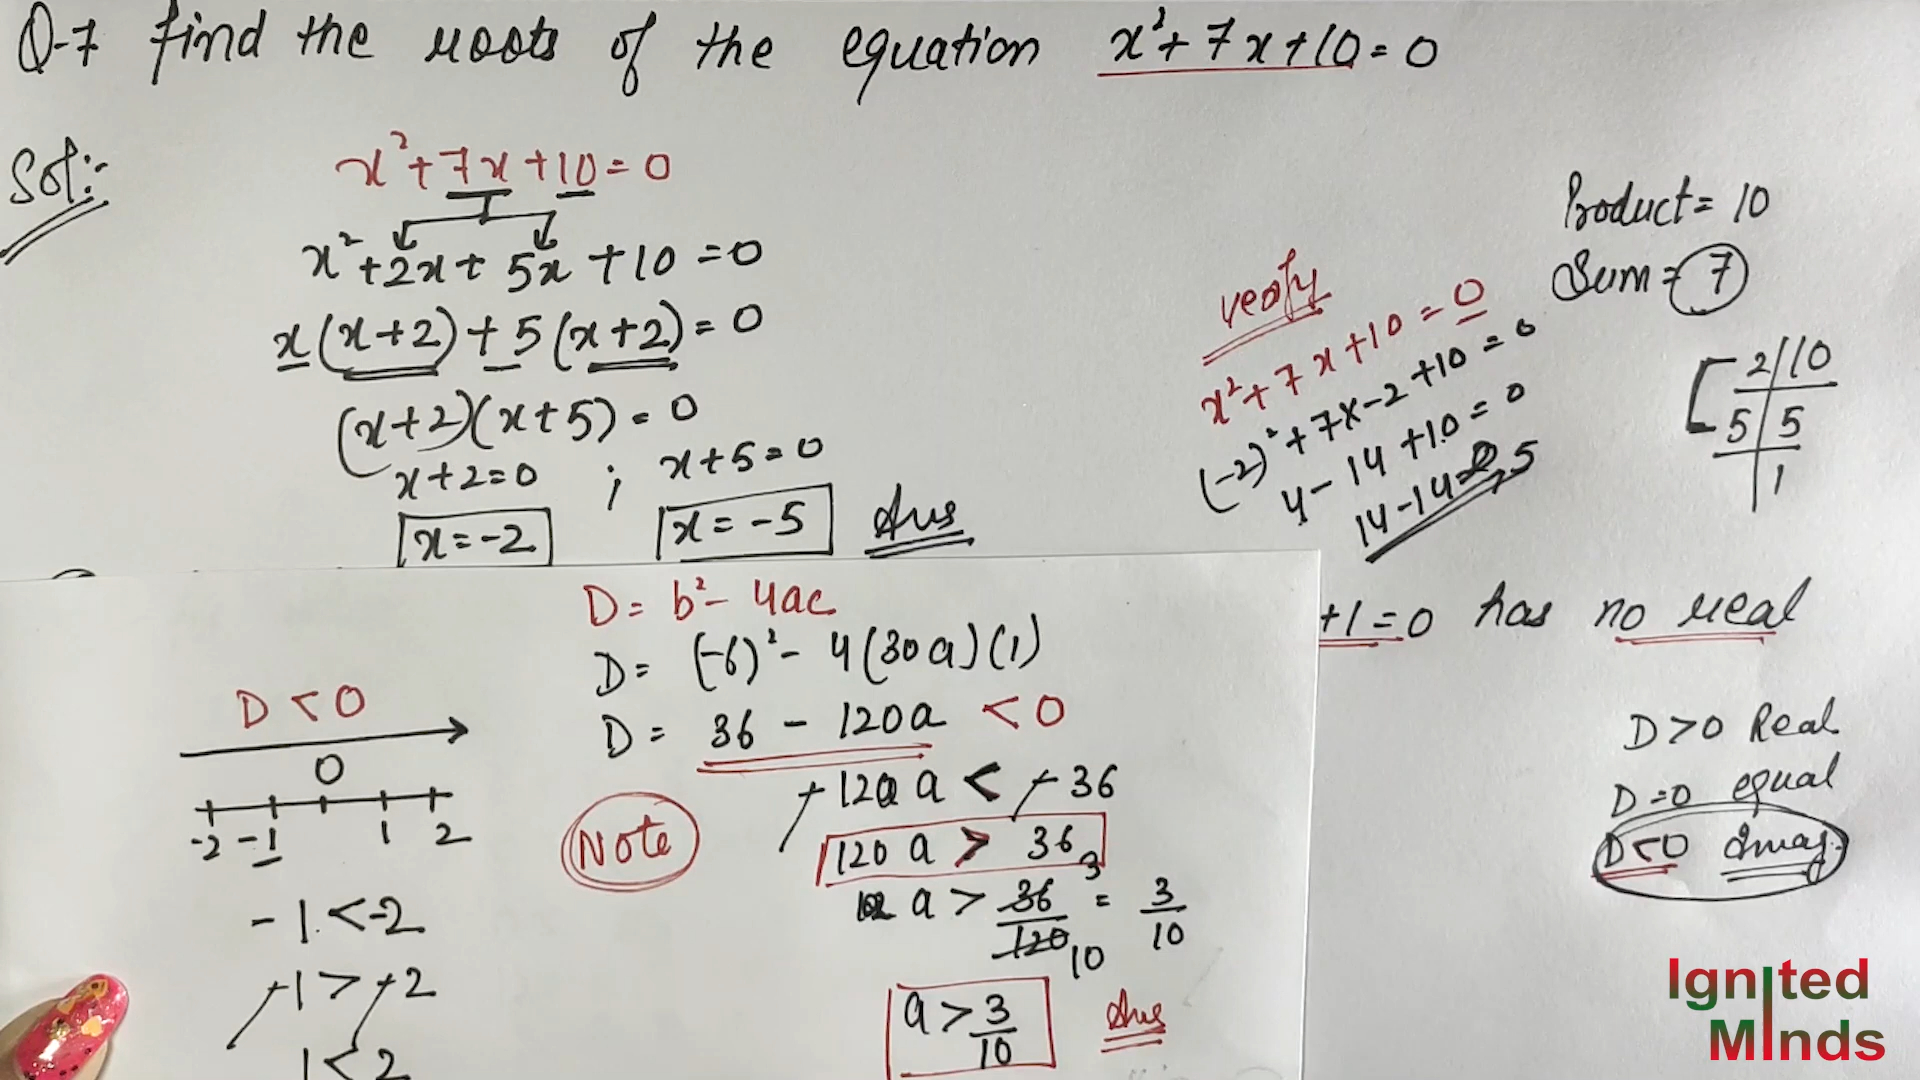 Q-7 find the roots of the equation x²+7x+10=0
Sol:-
x²+7x+10=0
x²+2x+5x+10=0
x(x+2)+5(x+2)=0
(x+2)(x+5)=0
x+2=0 ; x+5=0
x=-2 x=-5 Ans
Product=10
Sum=7
2 | 10
5 | 5
1
verify
x²+7x+10=0
(-2)²+7x-2+10=0
4-14+10=0
14-14=0, 5
+1=0 has no real
D>0 Real
D=0 equal
D<0 Imag.
D=b²-4ac
D=(-6)²-4(30a)(1)
D=36-120a<0
-120a<-36
Note
120a>36
a>36/120 3/10=3/10
a>3/10 Ans
D<0
0
-2 -1 1 2
-1<-2
-1>-2
1<2
Ignited
Minds